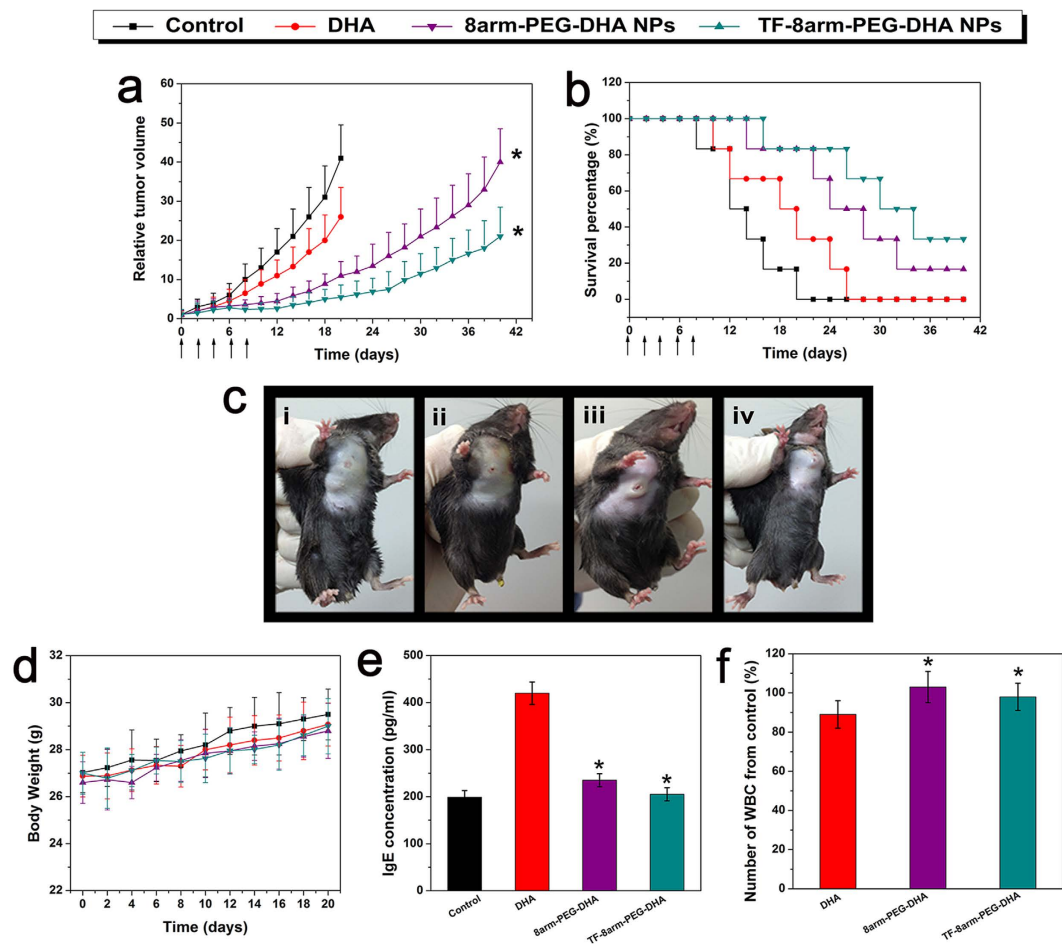 Control DHA 8arm-PEG-DHA NPs TF-8arm-PEG-DHA NPs
a
Relative tumor volume
60
50
40
30
20
10
0
0 6 12 18 24 30 36 42
Time (days)
*
*
b
Survival percentage (%)
120
100
80
60
40
20
0
0 6 12 18 24 30 36 42
Time (days)
c
i ii iii iv
d
Body Weight (g)
32
30
28
26
24
22
0 2 4 6 8 10 12 14 16 18 20
Time (days)
e
IgE concentration (pg/ml)
500
400
300
200
100
0
* *
Control DHA 8arm-PEG-DHA TF-8arm-PEG-DHA
f
Number of WBC from control (%)
120
100
80
60
40
20
0
* *
DHA 8arm-PEG-DHA TF-8arm-PEG-DHA